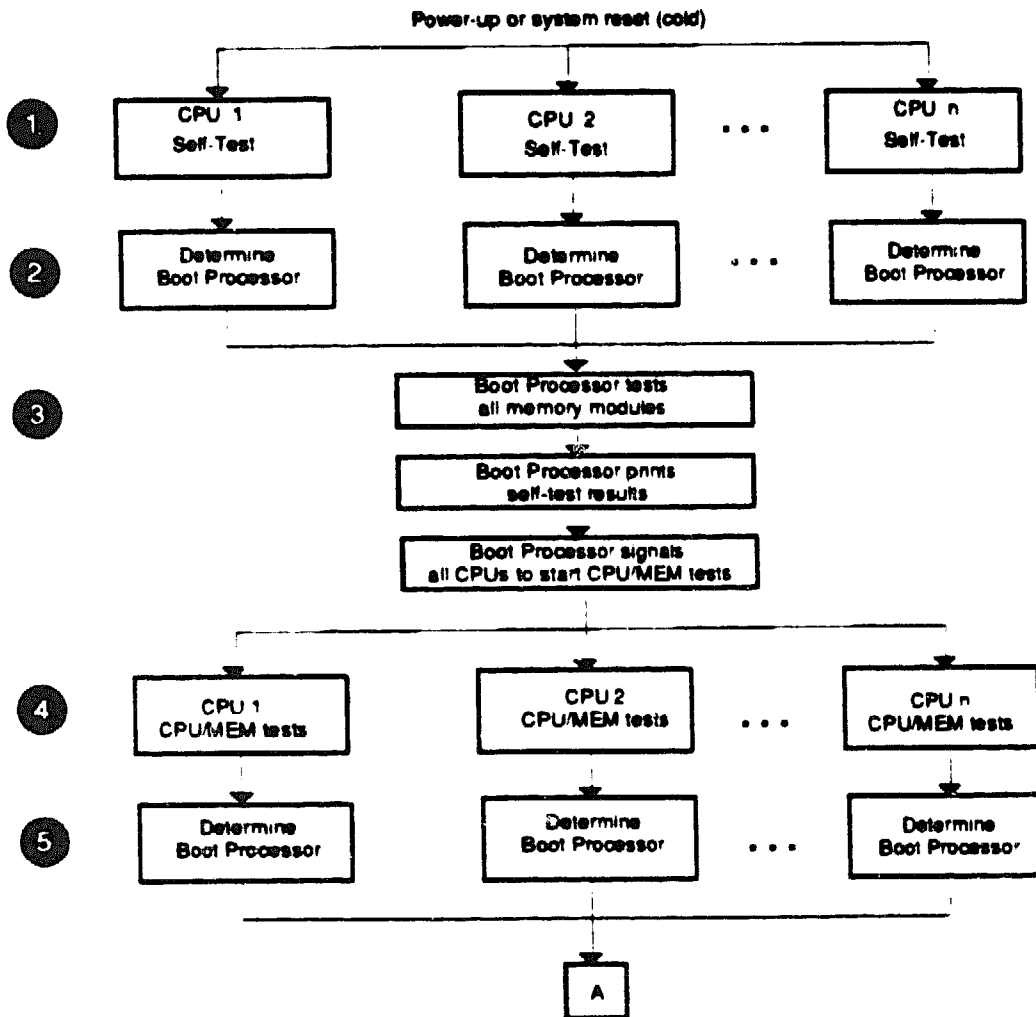 Power-up or system reset (cold)
1
CPU 1
Self-Test
CPU 2
Self-Test
. . .
CPU n
Self-Test
2
Determine
Boot Processor
Determine
Boot Processor
. . .
Determine
Boot Processor
3
Boot Processor tests
all memory modules
Boot Processor prints
self-test results
Boot Processor signals
all CPUs to start CPU/MEM tests
4
CPU 1
CPU/MEM tests
CPU 2
CPU/MEM tests
. . .
CPU n
CPU/MEM tests
5
Determine
Boot Processor
Determine
Boot Processor
. . .
Determine
Boot Processor
A